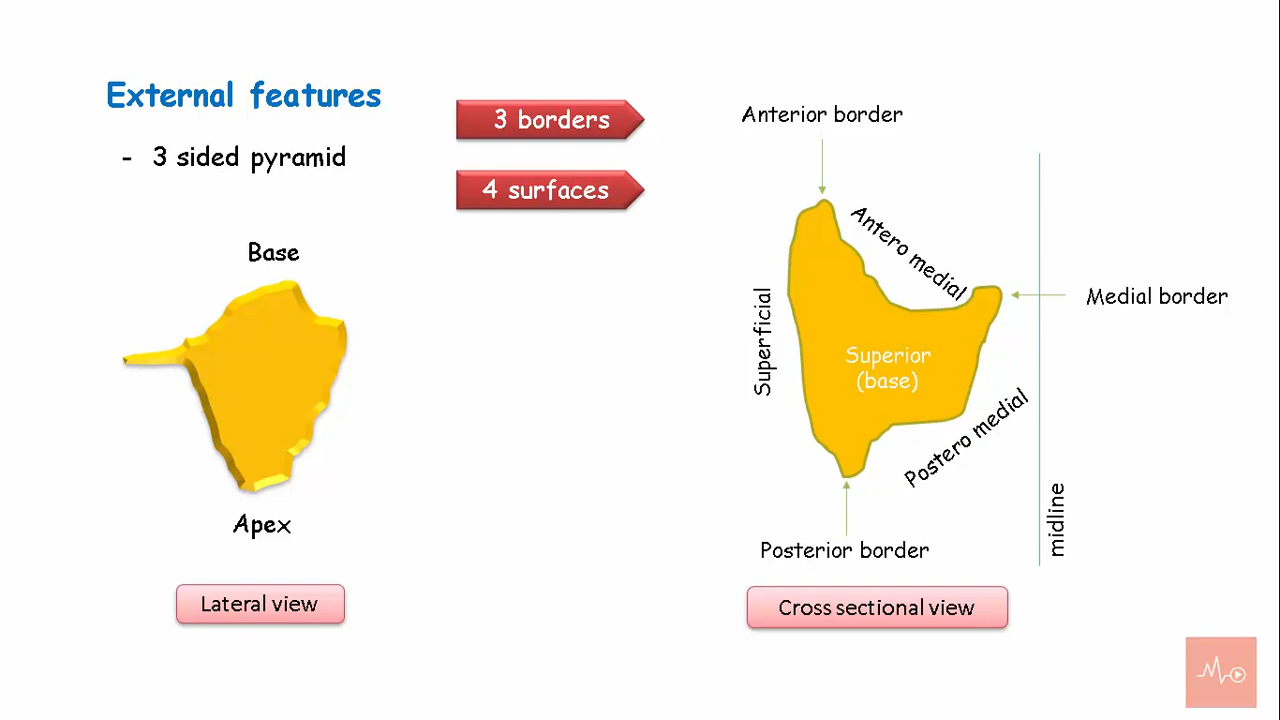 External features
- 3 sided pyramid
3 borders
4 surfaces
Base
Apex
Lateral view
Anterior border
Antero medial
Medial border
Superficial
Superior
(base)
Postero medial
midline
Posterior border
Cross sectional view